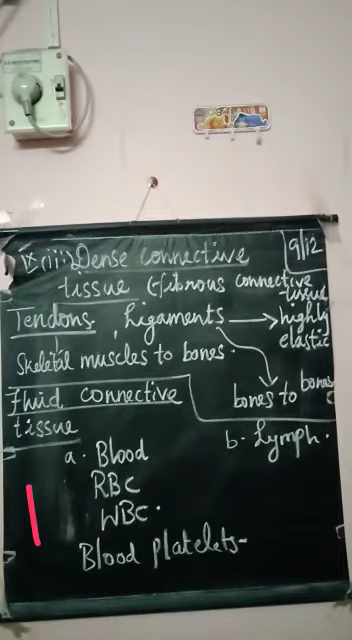 IX (iii) Dense connective 9/12
tissue (fibrous connective tissue
Tendons, Ligaments → highly elastic
Skeletal muscles to bones.
bones to bones
Fluid connective
tissue
a. Blood
b- Lymph.
RBC
WBC.
Blood platelets-